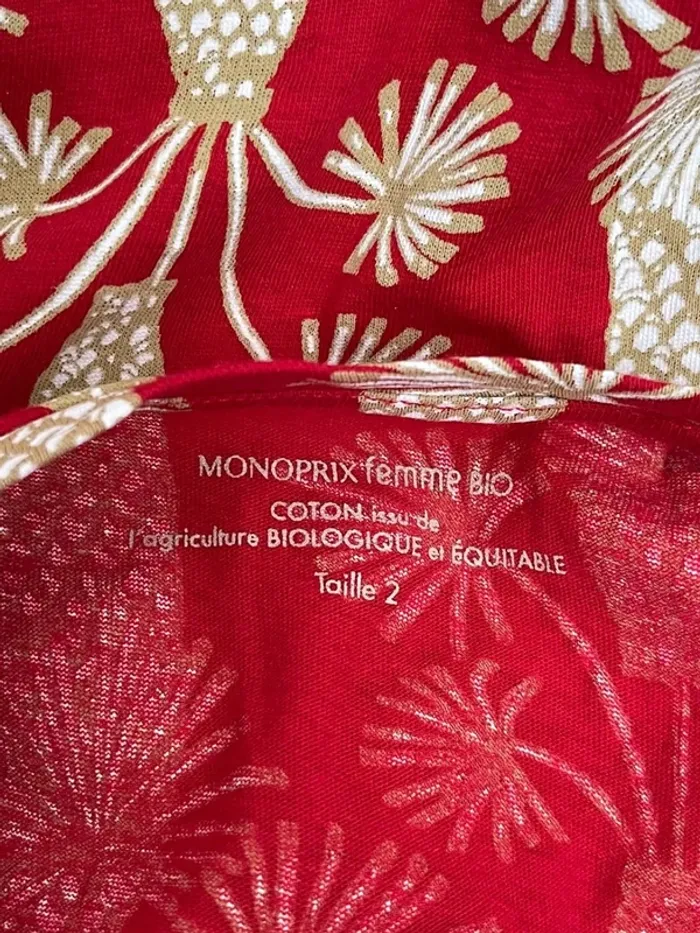 MONOPRIX femme BIO
COTON issu de
l'agriculture BIOLOGIQUE et ÉQUITABLE
Taille 2